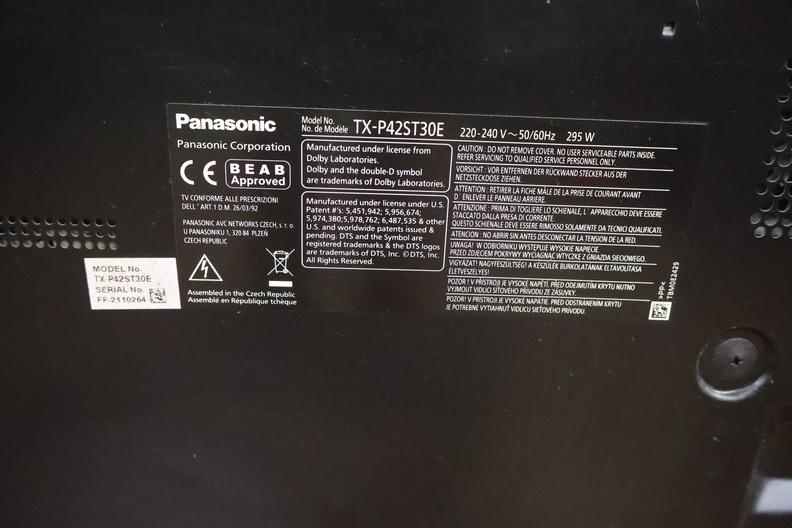 Panasonic
Panasonic Corporation
CE
BEAB
Approved
TV CONFORME ALLE PRESCRIZIONI
DELL' ART.1 D.M. 26/03/92
PANASONIC AVC NETWORKS CZECH, s. r. o.
U PANASONIKU 1, 320 84 PLZEN
CZECH REPUBLIC
Assembled in the Czech Republic
Assemblé en République tchèque
Model No.
No. de Modèle TX-P42ST30E 220-240 V~50/60Hz 295 W
Manufactured under license from
Dolby Laboratories.
Dolby and the double-D symbol
are trademarks of Dolby Laboratories.
Manufactured under license under U.S.
Patent #'s: 5,451,942; 5,956,674;
5,974,380;5,978,762; 6,487,535 & other
U.S. and worldwide patents issued &
pending. DTS and the Symbol are
registered trademarks & the DTS logos
are trademarks of DTS, Inc. © DTS, Inc.
All Rights Reserved.
CAUTION : DO NOT REMOVE COVER. NO USER SERVICEABLE PARTS INSIDE.
REFER SERVICING TO QUALIFIED SERVICE PERSONNEL ONLY.
VORSICHT : VOR ENTFERNEN DER RÜCKWAND STECKER AUS DER
NETZSTECKDOSE ZIEHEN.
ATTENTION : RETIRER LA FICHE MÂLE DE LA PRISE DE COURANT AVANT
D' ENLEVER LE PANNEAU ARRIERE.
ATTENZIONE : PRIMA DI TOGLIERE LO SCHIENALE, L' APPARECCHIO DEVE ESSERE
STACCATO DALLA PRESA DI CORRENTE.
QUESTO SCHIENALE DEVE ESSERE RIMOSSO SOLAMENTE DA TECNICI QUALIFICATI.
ATENCION : NO ABRIR SIN ANTES DESCONECTAR LA TENSION DE LA RED.
UWAGA! W ODBIORNIKU WYSTĘPUJE WYSOKIE NAPIĘCIE
PRZED ZDJĘCIEM POKRYWY WYCIĄGNĄĆ WTYCZKĘ Z GNIAZDA SIECIOWEGO.
VIGYÁZAT! NAGYFESZÜLTSÉG! A KÉSZÜLÉK BURKOLATÁNAK ELTÁVOLÍTÁSA
ÉLETVESZÉLYES!
POZOR ! V PŘÍSTROJI JE VYSOKÉ NAPĚTÍ. PŘED ODEJMUTÍM KRYTU NUTNO
VYJMOUT VIDLICI SÍŤOVÉHO PŘÍVODU ZE ZÁSUVKY.
POZOR! V PRÍSTROJI JE VYSOKÉ NAPÄTIE. PRED ODSTRÁNENÍM KRYTU
JE POTREBNÉ VYTIAHNUŤ VIDLICU SIEŤOVÉHO PRÍVODU.
>PP<
TBM0E2429
MODEL No.
TX-P42ST30E
SERIAL No.
FF-2110264